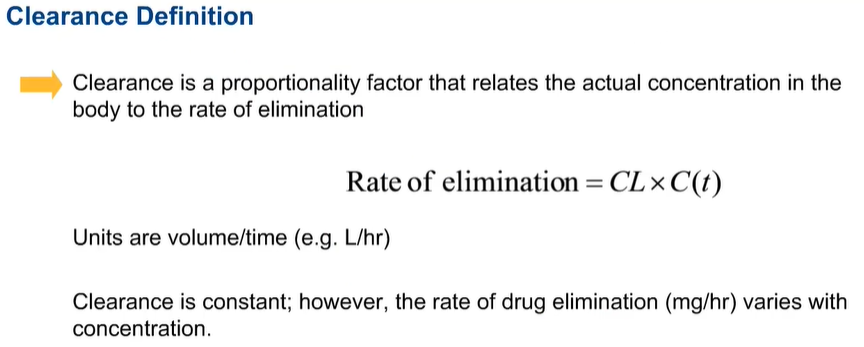 Clearance Definition
Clearance is a proportionality factor that relates the actual concentration in the
body to the rate of elimination
Rate of elimination = CL × C(t)
Units are volume/time (e.g. L/hr)
Clearance is constant; however, the rate of drug elimination (mg/hr) varies with
concentration.